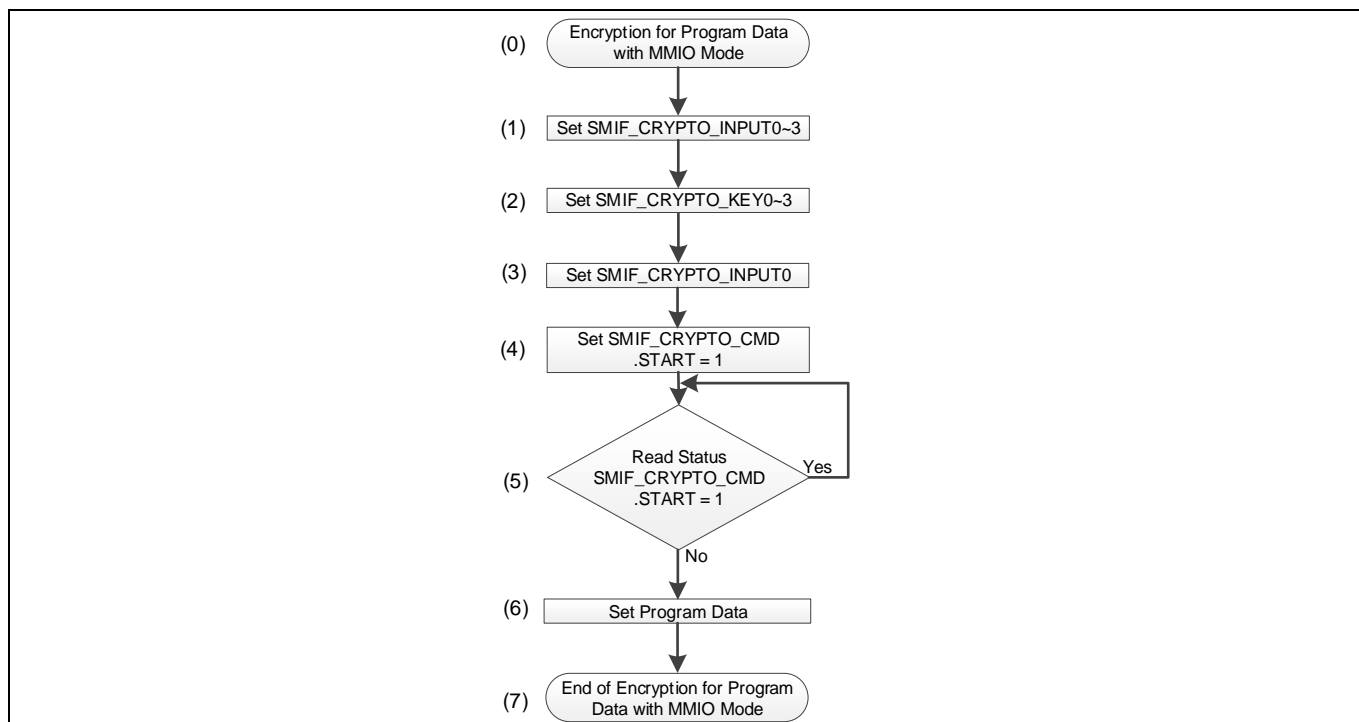 (0)
Encryption for Program Data
with MMIO Mode
(1)
Set SMIF_CRYPTO_INPUT0~3
(2)
Set SMIF_CRYPTO_KEY0~3
(3)
Set SMIF_CRYPTO_INPUT0
(4)
Set SMIF_CRYPTO_CMD
.START = 1
(5)
Read Status
SMIF_CRYPTO_CMD
.START = 1
Yes
No
(6)
Set Program Data
(7)
End of Encryption for Program
Data with MMIO Mode